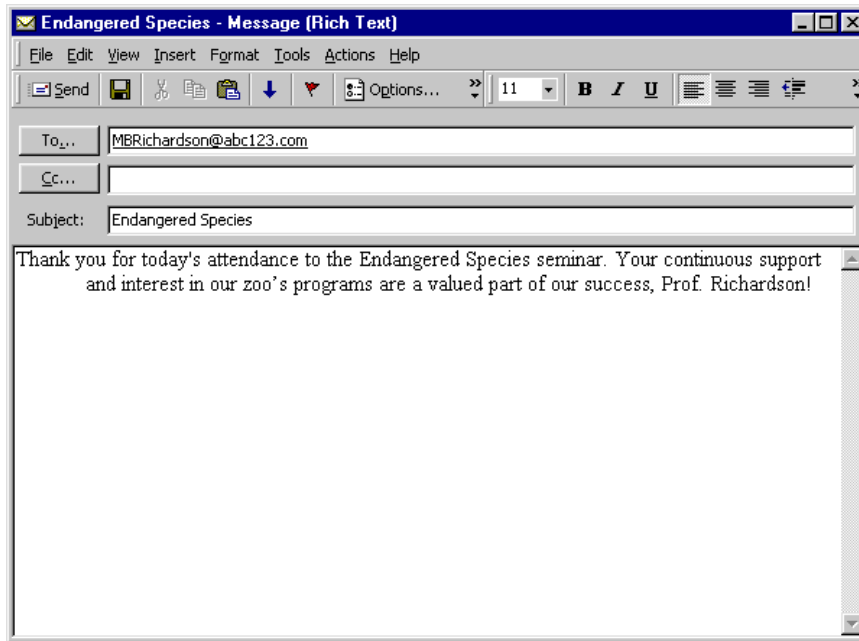 Endangered Species - Message (Rich Text)
File Edit View Insert Format Tools Actions Help
Send Options... 11 B I U
To... MBRichardson@abc123.com
Cc...
Subject: Endangered Species
Thank you for today's attendance to the Endangered Species seminar. Your continuous support
and interest in our zoo’s programs are a valued part of our success, Prof. Richardson!